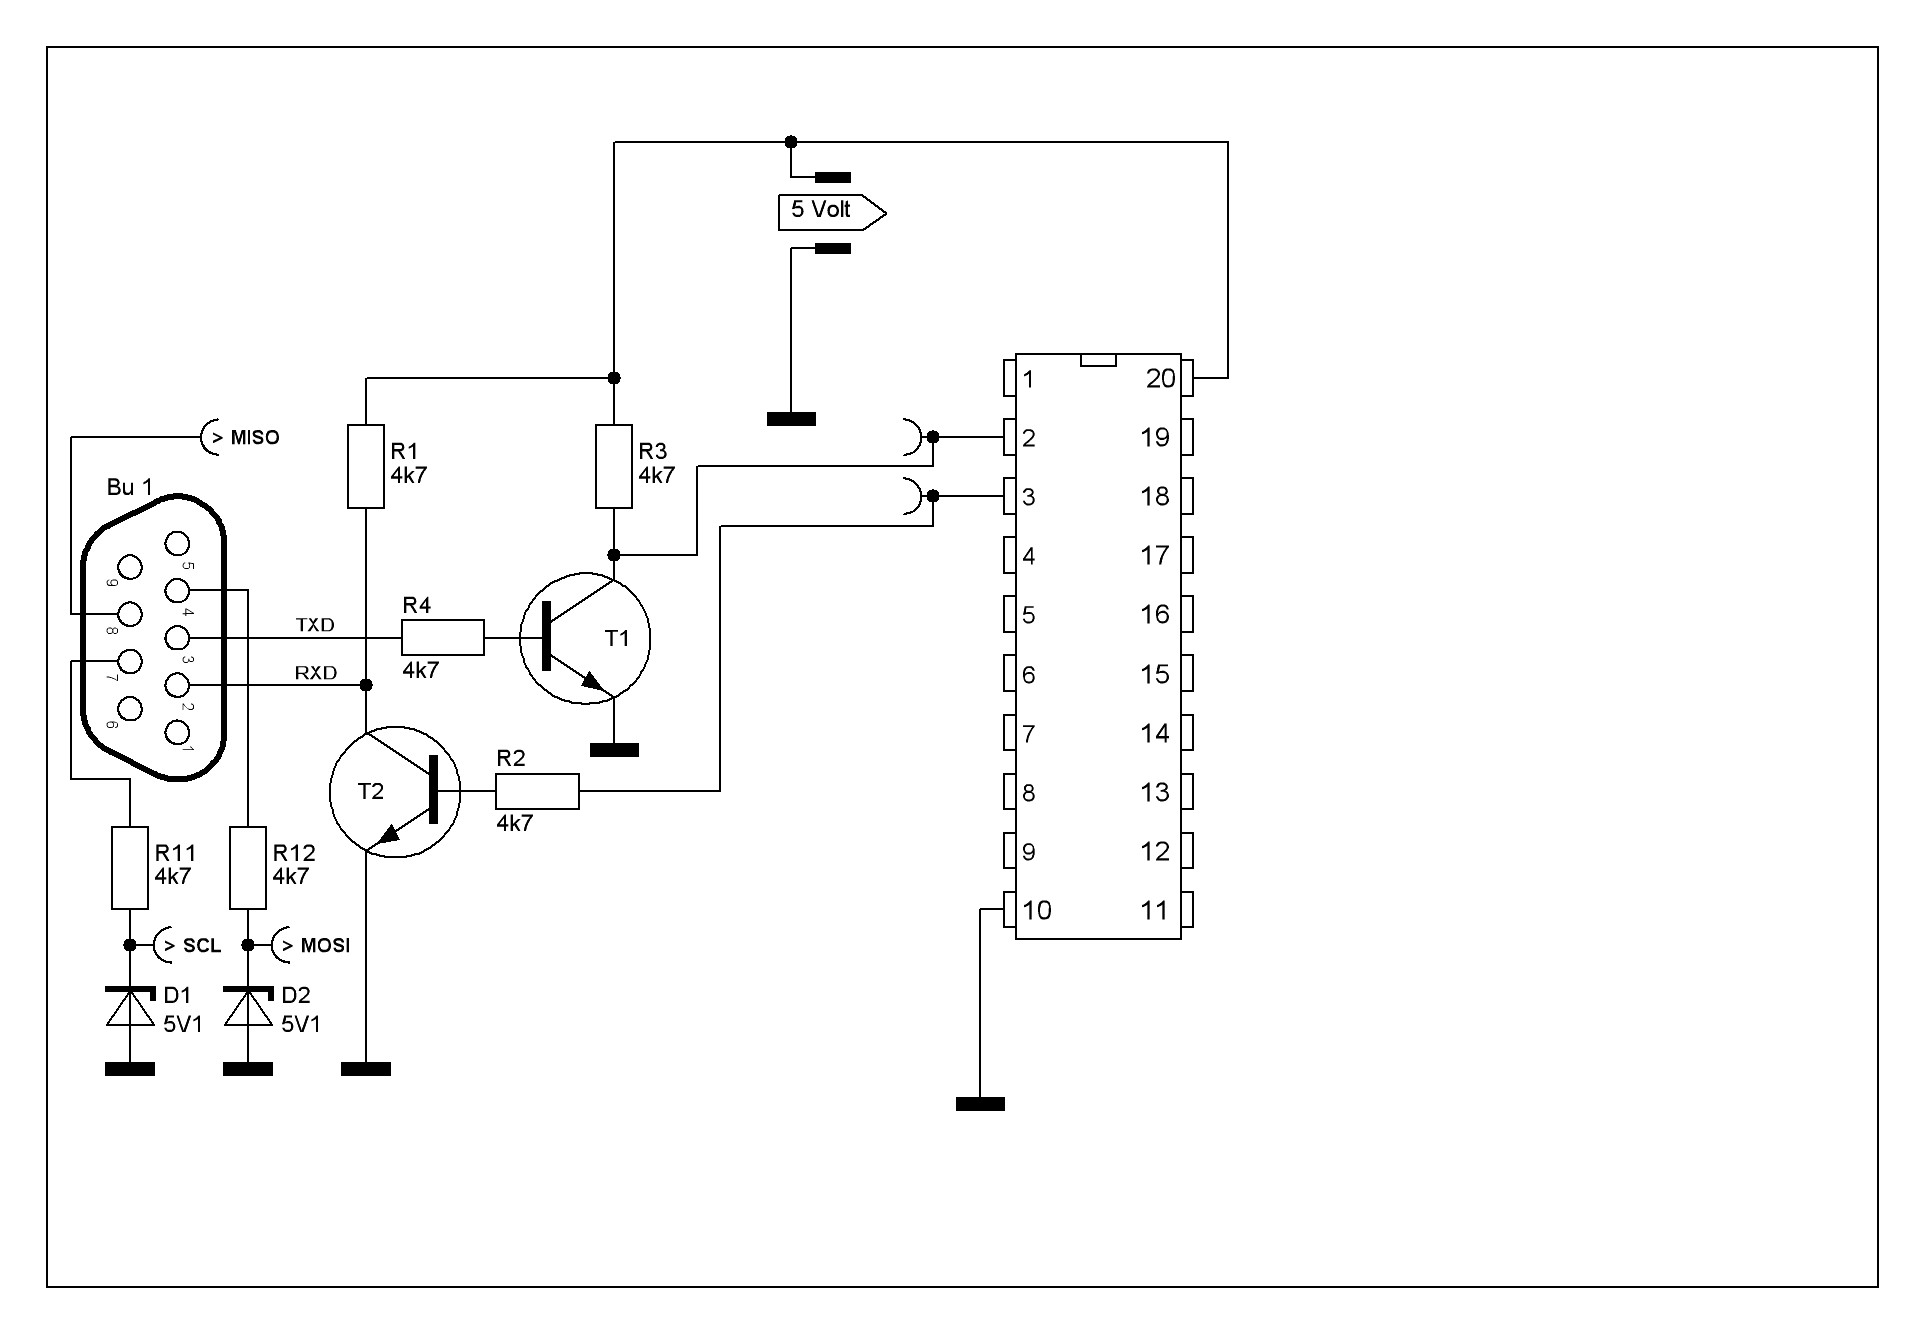 5 Volt
1 20
> MISO
2 19
R1
4k7
R3
4k7
Bu 1
3 18
5
9
4 17
4
8
TXD
R4
4k7
T1
5 16
3
7
RXD
6 15
2
6
1
7 14
R2
4k7
T2
8 13
R11
4k7
R12
4k7
9 12
10 11
> SCL
> MOSI
D1
5V1
D2
5V1